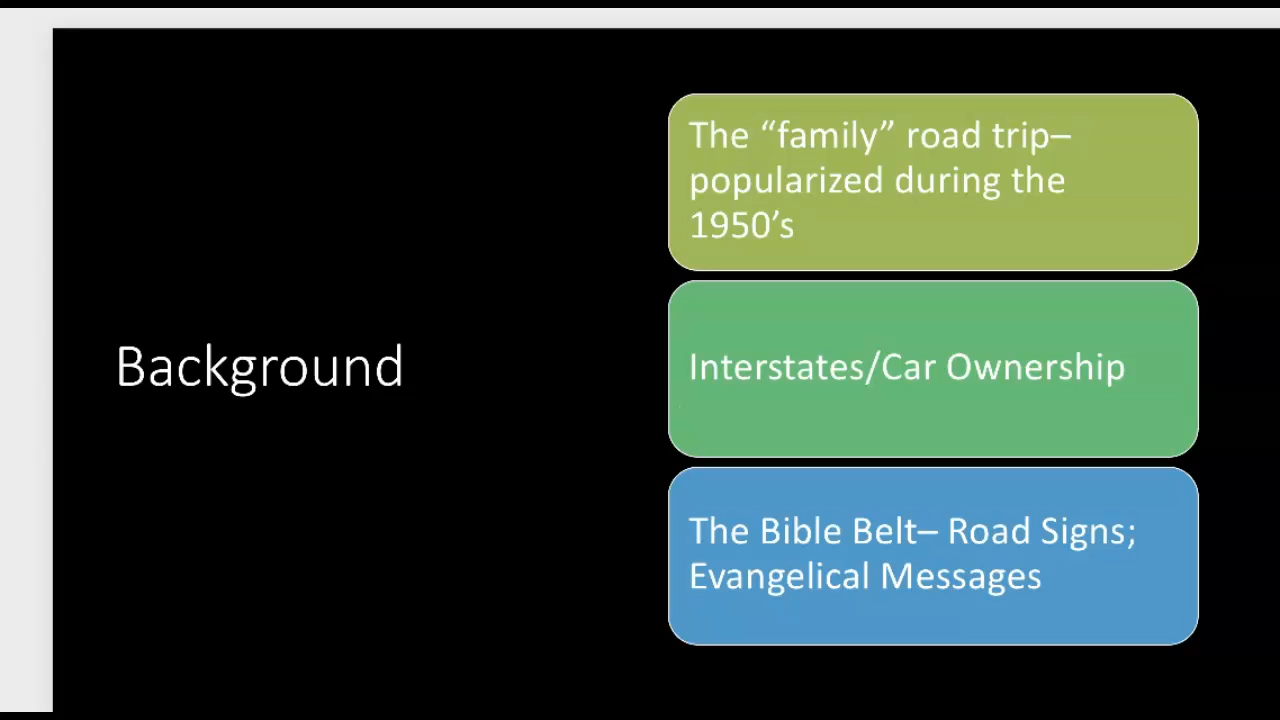 Background
The “family” road trip–
popularized during the
1950’s
Interstates/Car Ownership
The Bible Belt– Road Signs;
Evangelical Messages